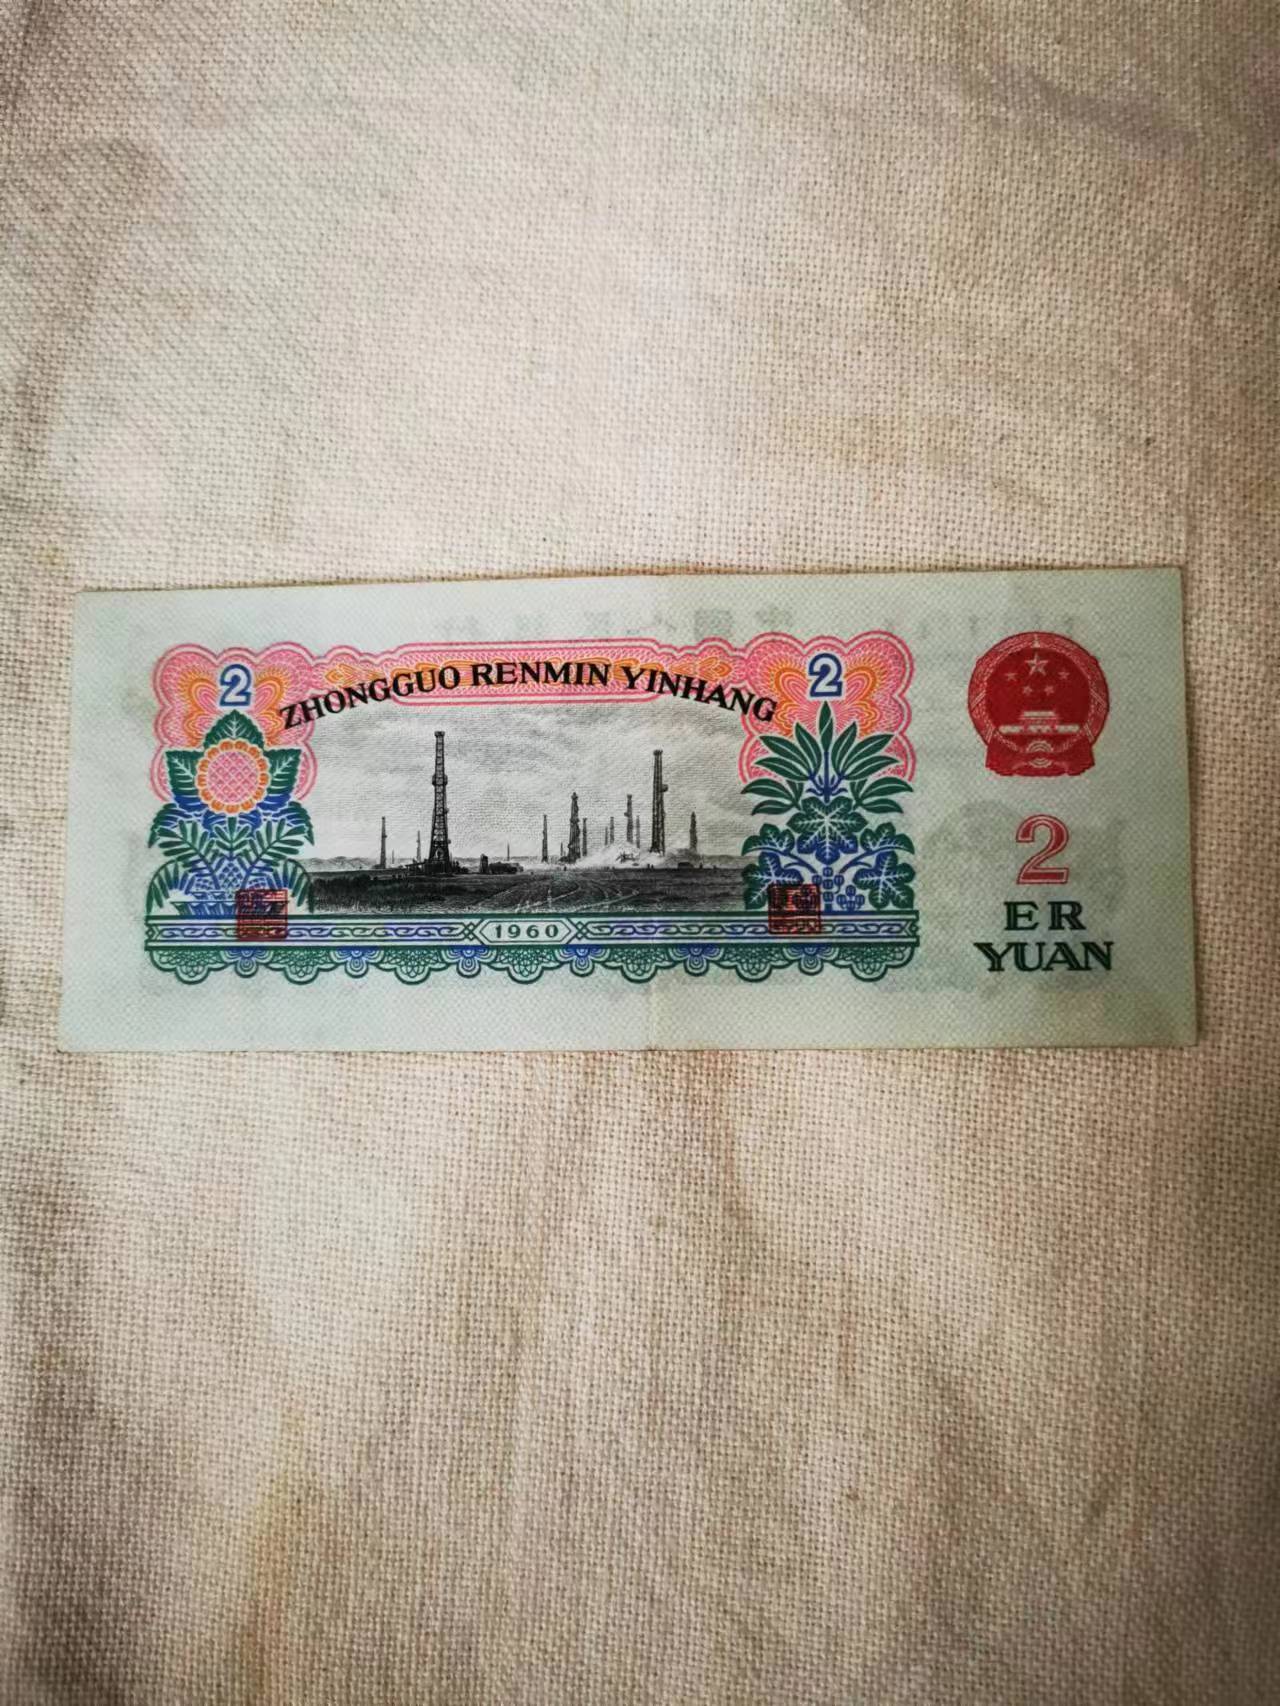 2
ZHONGGUO RENMIN YINHANG
2
1960
2
ER
YUAN